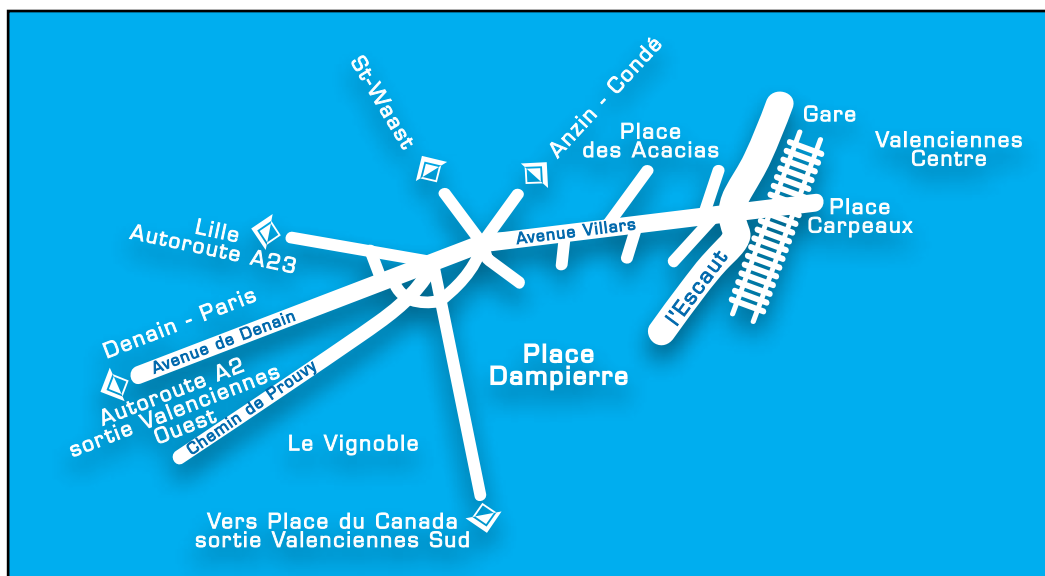 St-Waast
Anzin - Condé
Place
des Acacias
Gare
Valenciennes
Centre
Lille
Autoroute A23
Avenue Villars
Place
Carpeaux
l'Escaut
Denain - Paris
Avenue de Denain
Autoroute A2
sortie Valenciennes
Ouest
Chemin de Prouvy
Place
Dampierre
Le Vignoble
Vers Place du Canada
sortie Valenciennes Sud